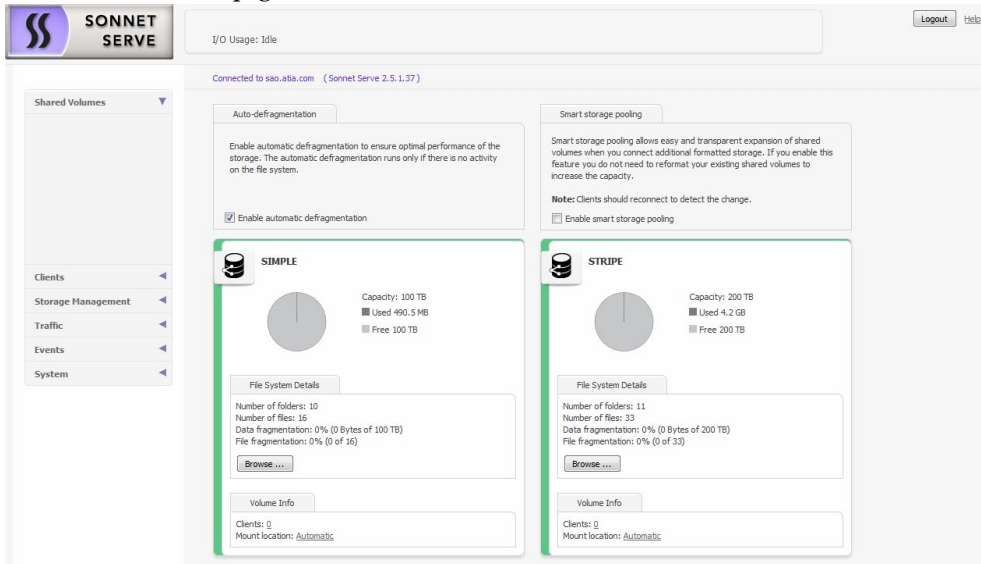 SONNET
SERVE
I/O Usage: Idle
Logout
Help
Connected to sao.atia.com (Sonnet Serve 2.5.1.37)
Shared Volumes
Clients
Storage Management
Traffic
Events
System
Auto-defragmentation
Enable automatic defragmentation to ensure optimal performance of the
storage. The automatic defragmentation runs only if there is no activity
on the file system.
Enable automatic defragmentation
Smart storage pooling
Smart storage pooling allows easy and transparent expansion of shared
volumes when you connect additional formatted storage. If you enable this
feature you do not need to reformat your existing shared volumes to
increase the capacity.
Note: Clients should reconnect to detect the change.
Enable smart storage pooling
SIMPLE
Capacity: 100 TB
Used 490.5 MB
Free 100 TB
File System Details
Number of folders: 10
Number of files: 16
Data fragmentation: 0% (0 Bytes of 100 TB)
File fragmentation: 0% (0 of 16)
Browse ...
Volume Info
Clients: 0
Mount location: Automatic
STRIPE
Capacity: 200 TB
Used 4.2 GB
Free 200 TB
File System Details
Number of folders: 11
Number of files: 33
Data fragmentation: 0% (0 Bytes of 200 TB)
File fragmentation: 0% (0 of 33)
Browse ...
Volume Info
Clients: 0
Mount location: Automatic